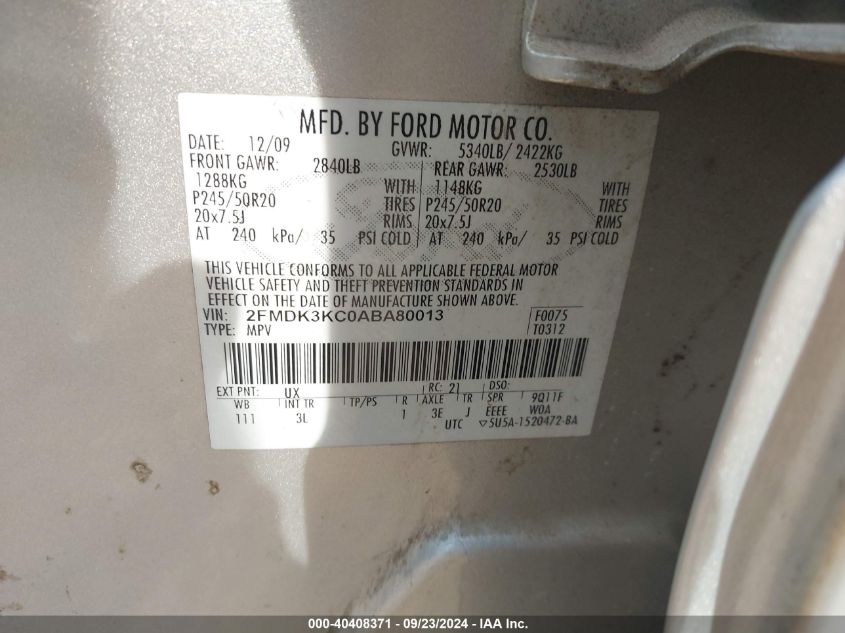 MFD. BY FORD MOTOR CO.
DATE: 12/09 GVWR: 5340LB/ 2422KG
FRONT GAWR: 2840LB REAR GAWR: 2530LB
1288KG WITH 1148KG WITH
P245/50R20 TIRES P245/50R20 TIRES
20x7.5J RIMS 20x7.5J RIMS
AT 240 kPa/ 35 PSI COLD AT 240 kPa/ 35 PSI COLD
THIS VEHICLE CONFORMS TO ALL APPLICABLE FEDERAL MOTOR
VEHICLE SAFETY AND THEFT PREVENTION STANDARDS IN
EFFECT ON THE DATE OF MANUFACTURE SHOWN ABOVE.
VIN: 2FMDK3KC0ABA80013 F0075
TYPE: MPV T0312
EXT PNT: UX RC: 21 DSO:
WB INT TR TP/PS R AXLE TR SPR 9Q11F
111 3L 1 3E J EEEE WOA
UTC ▽5U5A-1520472-BA
000-40408371 - 09/23/2024 - IAA Inc.